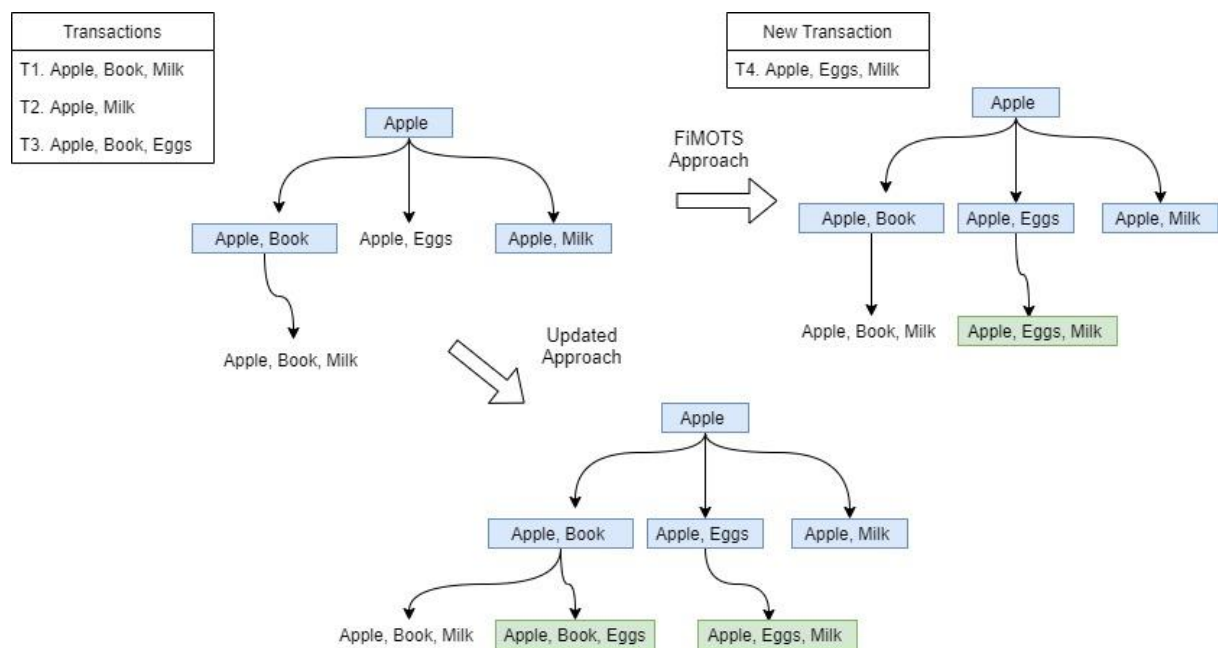 Transactions
T1. Apple, Book, Milk
T2. Apple, Milk
T3. Apple, Book, Eggs
New Transaction
T4. Apple, Eggs, Milk
Apple
Apple, Book
Apple, Eggs
Apple, Milk
Apple, Book, Milk
FiMOTS
Approach
Apple
Apple, Book
Apple, Eggs
Apple, Milk
Apple, Book, Milk
Apple, Eggs, Milk
Updated
Approach
Apple
Apple, Book
Apple, Eggs
Apple, Milk
Apple, Book, Milk
Apple, Book, Eggs
Apple, Eggs, Milk